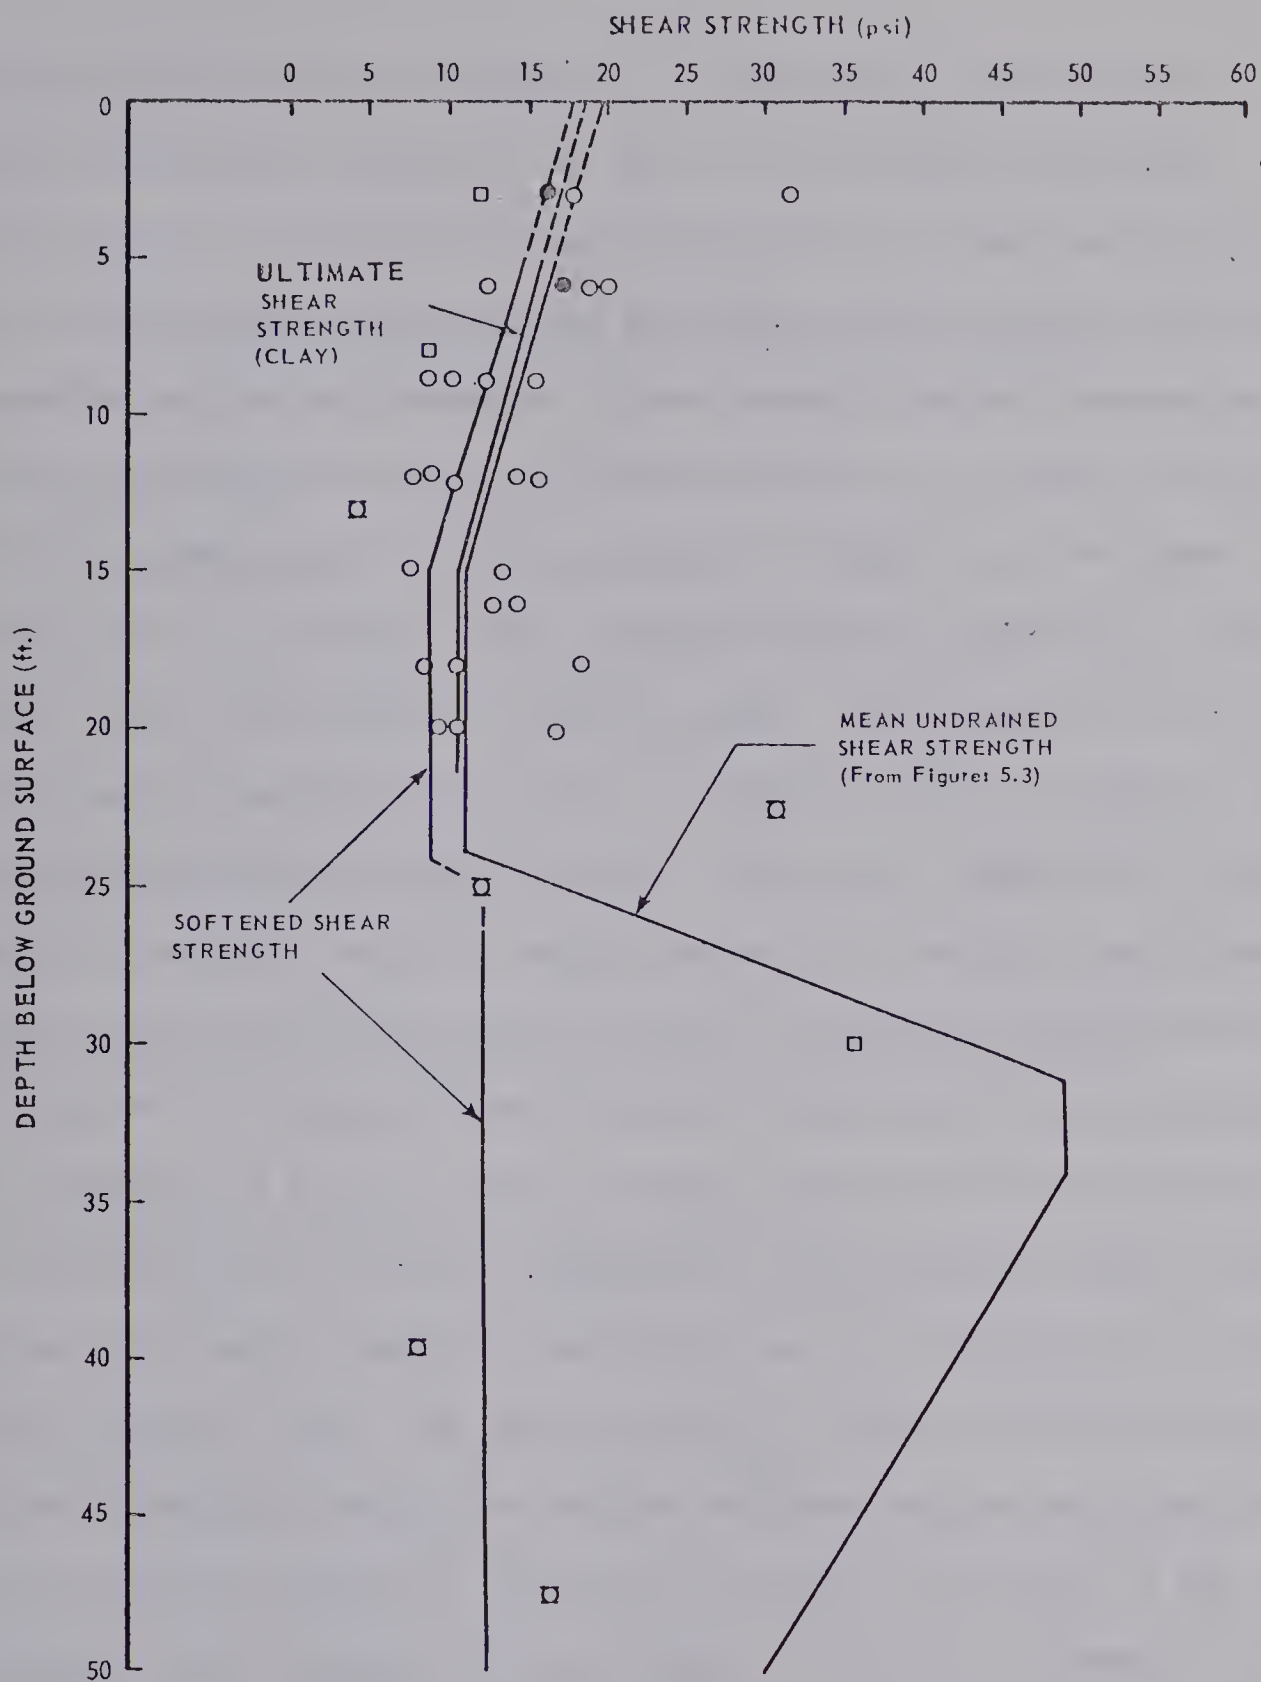 SHEAR STRENGTH (psi)
0 5 10 15 20 25 30 35 40 45 50 55 60
0
5
10
15
20
25
30
35
40
45
50
DEPTH BELOW GROUND SURFACE (ft.)
ULTIMATE
SHEAR
STRENGTH
(CLAY)
MEAN UNDRAINED
SHEAR STRENGTH
(From Figure: 5.3)
SOFTENED SHEAR
STRENGTH